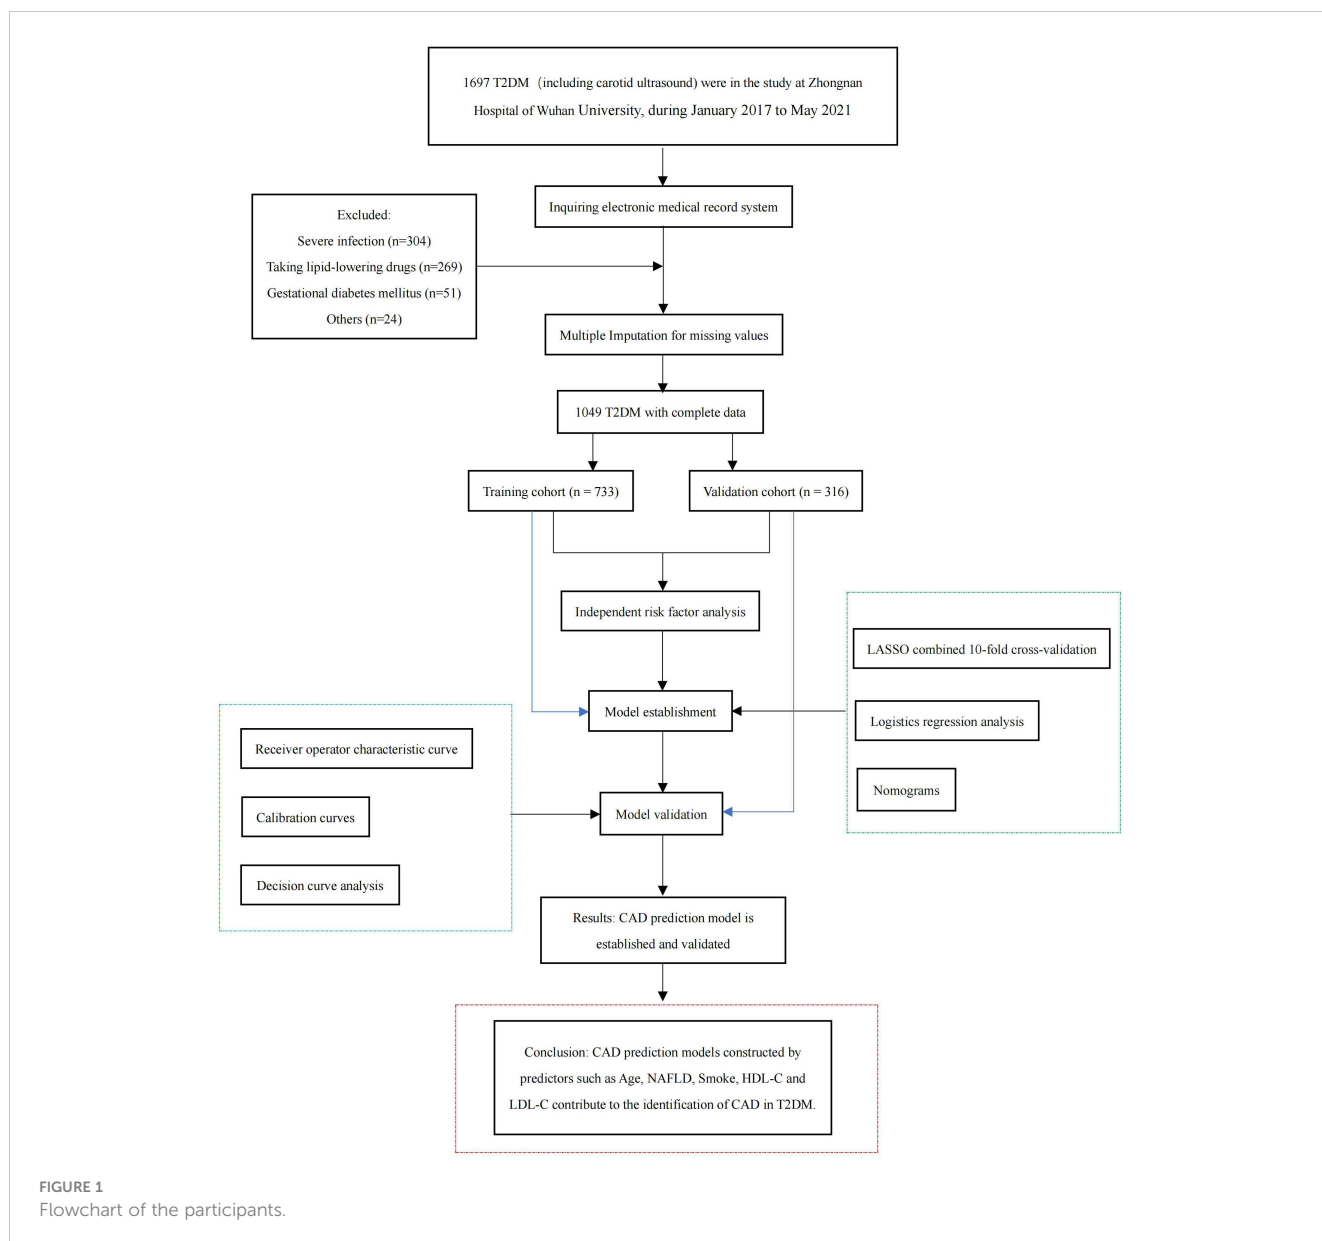 1697 T2DM（including carotid ultrasound) were in the study at Zhongnan
Hospital of Wuhan University, during January 2017 to May 2021
Inquiring electronic medical record system
Excluded:
Severe infection (n=304)
Taking lipid-lowering drugs (n=269)
Gestational diabetes mellitus (n=51)
Others (n=24)
Multiple Imputation for missing values
1049 T2DM with complete data
Training cohort (n = 733)
Validation cohort (n = 316)
Independent risk factor analysis
LASSO combined 10-fold cross-validation
Logistics regression analysis
Nomograms
Model establishment
Receiver operator characteristic curve
Calibration curves
Decision curve analysis
Model validation
Results: CAD prediction model is
established and validated
Conclusion: CAD prediction models constructed by
predictors such as Age, NAFLD, Smoke, HDL-C and
LDL-C contribute to the identification of CAD in T2DM.
FIGURE 1
Flowchart of the participants.